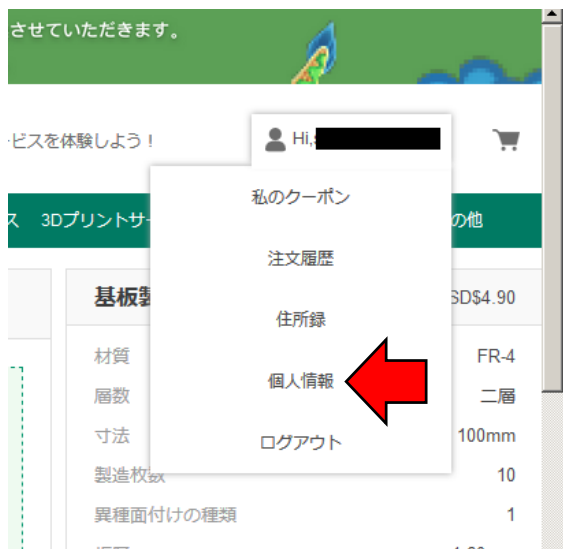 させていただきます。
ービスを体験しよう！
Hi,
私のクーポン
ス 3Dプリントサー
の他
注文履歴
基板製
SD$4.90
住所録
材質
FR-4
個人情報
層数
二層
寸法
100mm
ログアウト
製造枚数
10
異種面付けの種類
1